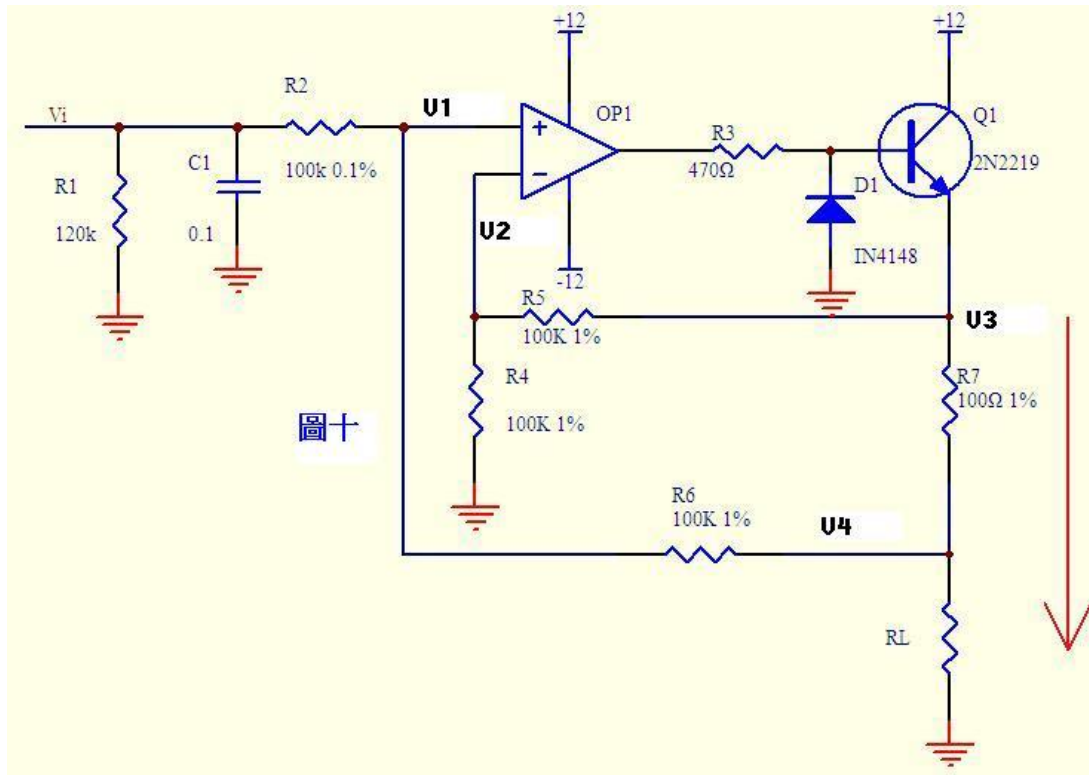 +12
+12
Vi
R2
V1
OP1
Q1
+
R3
2N2219
100k 0.1%
470Ω
R1
C1
D1
−
120k
0.1
V2
IN4148
-12
R5
V3
100K 1%
R4
R7
100Ω 1%
100K 1%
圖十
R6
100K 1%
V4
RL